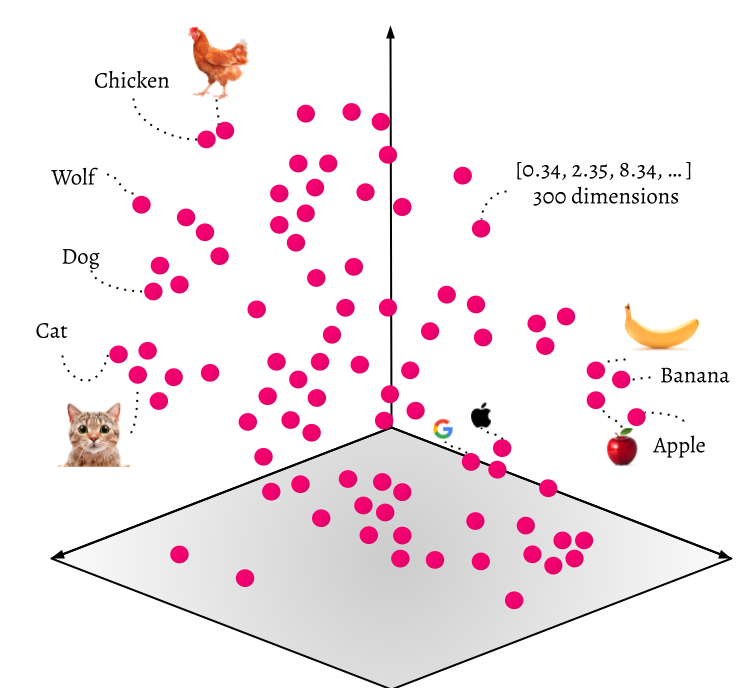 Chicken
Wolf
[0.34, 2.35, 8.34, ... ]
300 dimensions
Dog
Cat
Banana
Apple